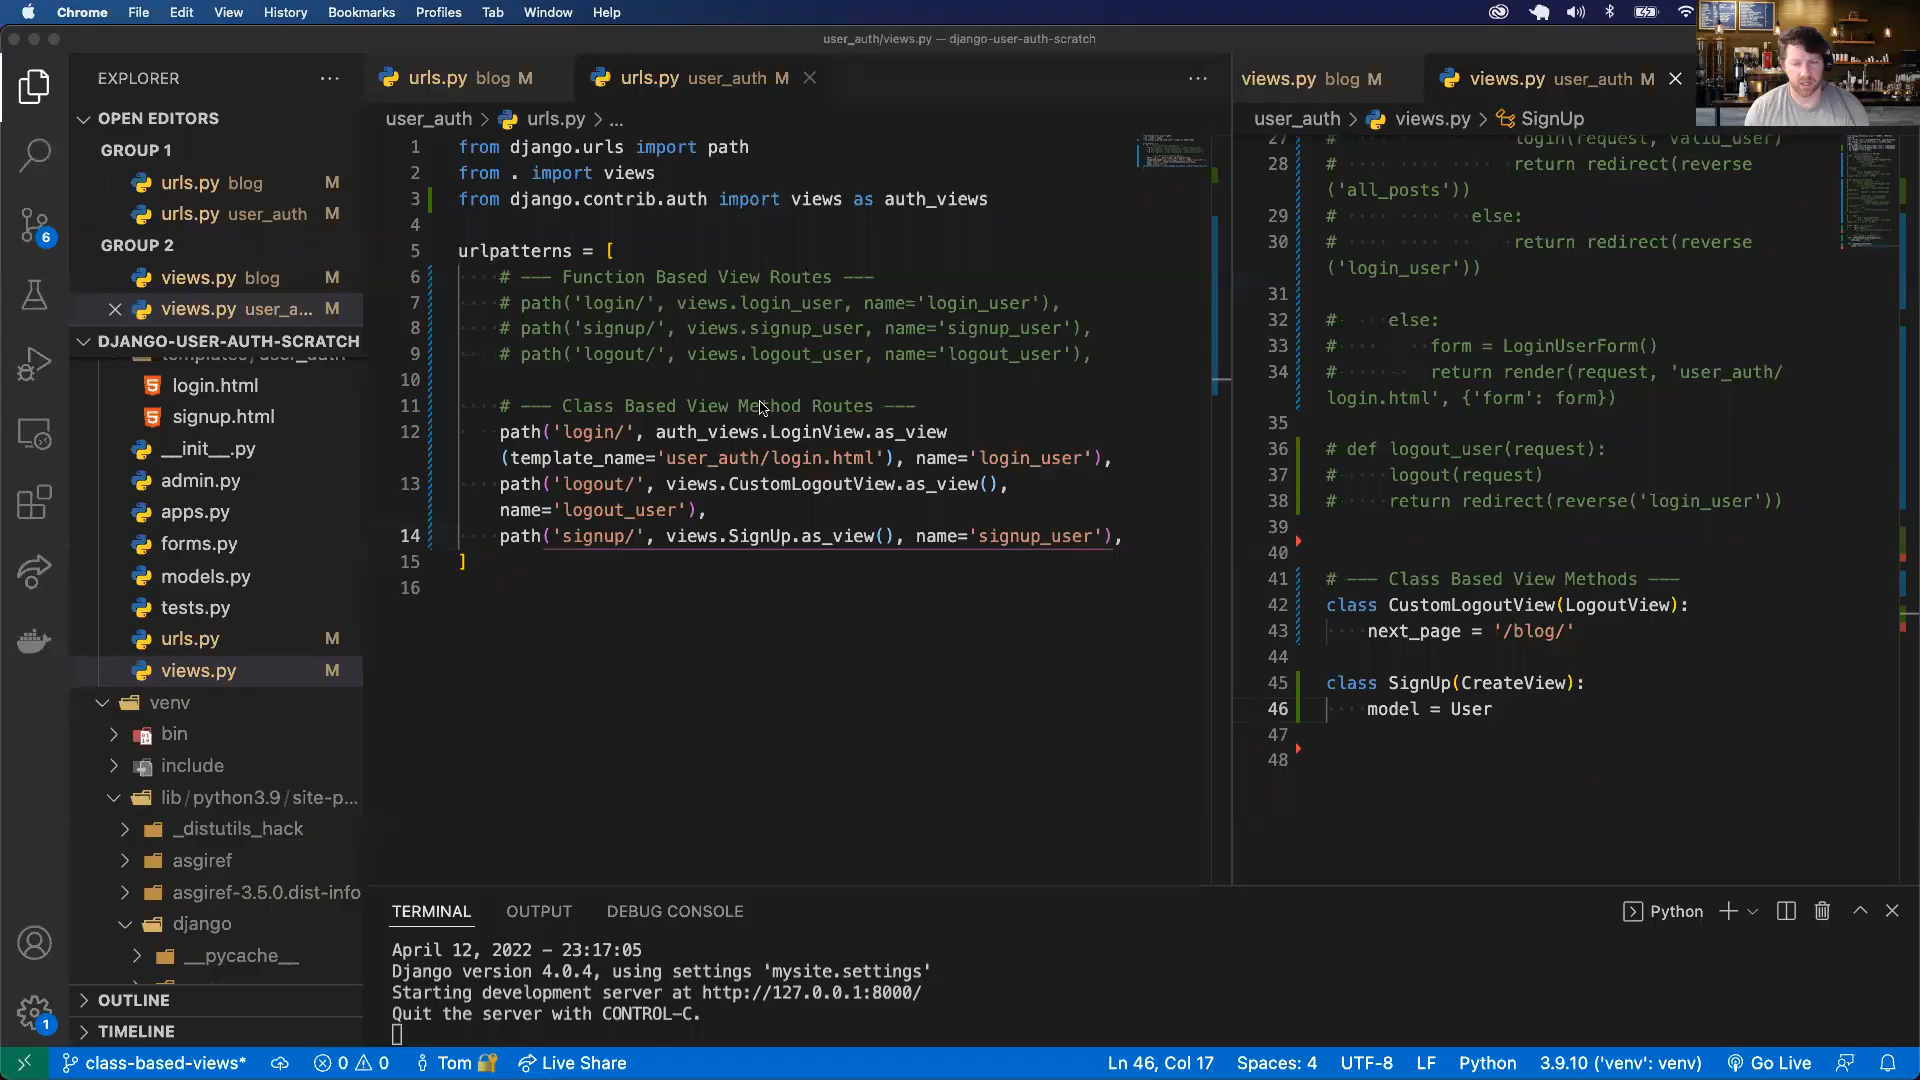 Chrome File Edit View History Bookmarks Profiles Tab Window Help
user_auth/views.py — django-user-auth-scratch
EXPLORER
OPEN EDITORS
GROUP 1
urls.py blog M
urls.py user_auth M
GROUP 2
views.py blog M
views.py user_a... M
DJANGO-USER-AUTH-SCRATCH
templates/user_auth
login.html
signup.html
__init__.py
admin.py
apps.py
forms.py
models.py
tests.py
urls.py M
views.py M
venv
bin
include
lib/python3.9/site-p...
_distutils_hack
asgiref
asgiref-3.5.0.dist-info
django
__pycache__
OUTLINE
TIMELINE
6
1
urls.py blog M
urls.py user_auth M
user_auth > urls.py > ...
1 from django.urls import path
2 from . import views
3 from django.contrib.auth import views as auth_views
4
5 urlpatterns = [
6 # --- Function Based View Routes ---
7 # path('login/', views.login_user, name='login_user'),
8 # path('signup/', views.signup_user, name='signup_user'),
9 # path('logout/', views.logout_user, name='logout_user'),
10
11 # --- Class Based View Method Routes ---
12 path('login/', auth_views.LoginView.as_view
(template_name='user_auth/login.html'), name='login_user'),
13 path('logout/', views.CustomLogoutView.as_view(),
name='logout_user'),
14 path('signup/', views.SignUp.as_view(), name='signup_user'),
15 ]
16
views.py blog M
views.py user_auth M
user_auth > views.py > SignUp
27 # login(request, valid_user)
28 # return redirect(reverse
('all_posts'))
29 # else:
30 # return redirect(reverse
('login_user'))
31
32 # else:
33 # form = LoginUserForm()
34 # return render(request, 'user_auth/
login.html', {'form': form})
35
36 # def logout_user(request):
37 # logout(request)
38 # return redirect(reverse('login_user'))
39
40
41 # --- Class Based View Methods ---
42 class CustomLogoutView(LogoutView):
43 next_page = '/blog/'
44
45 class SignUp(CreateView):
46 model = User
47
48
TERMINAL OUTPUT DEBUG CONSOLE
Python
April 12, 2022 - 23:17:05
Django version 4.0.4, using settings 'mysite.settings'
Starting development server at http://127.0.0.1:8000/
Quit the server with CONTROL-C.
class-based-views* 0 0 Tom Live Share Ln 46, Col 17 Spaces: 4 UTF-8 LF Python 3.9.10 ('venv': venv) Go Live